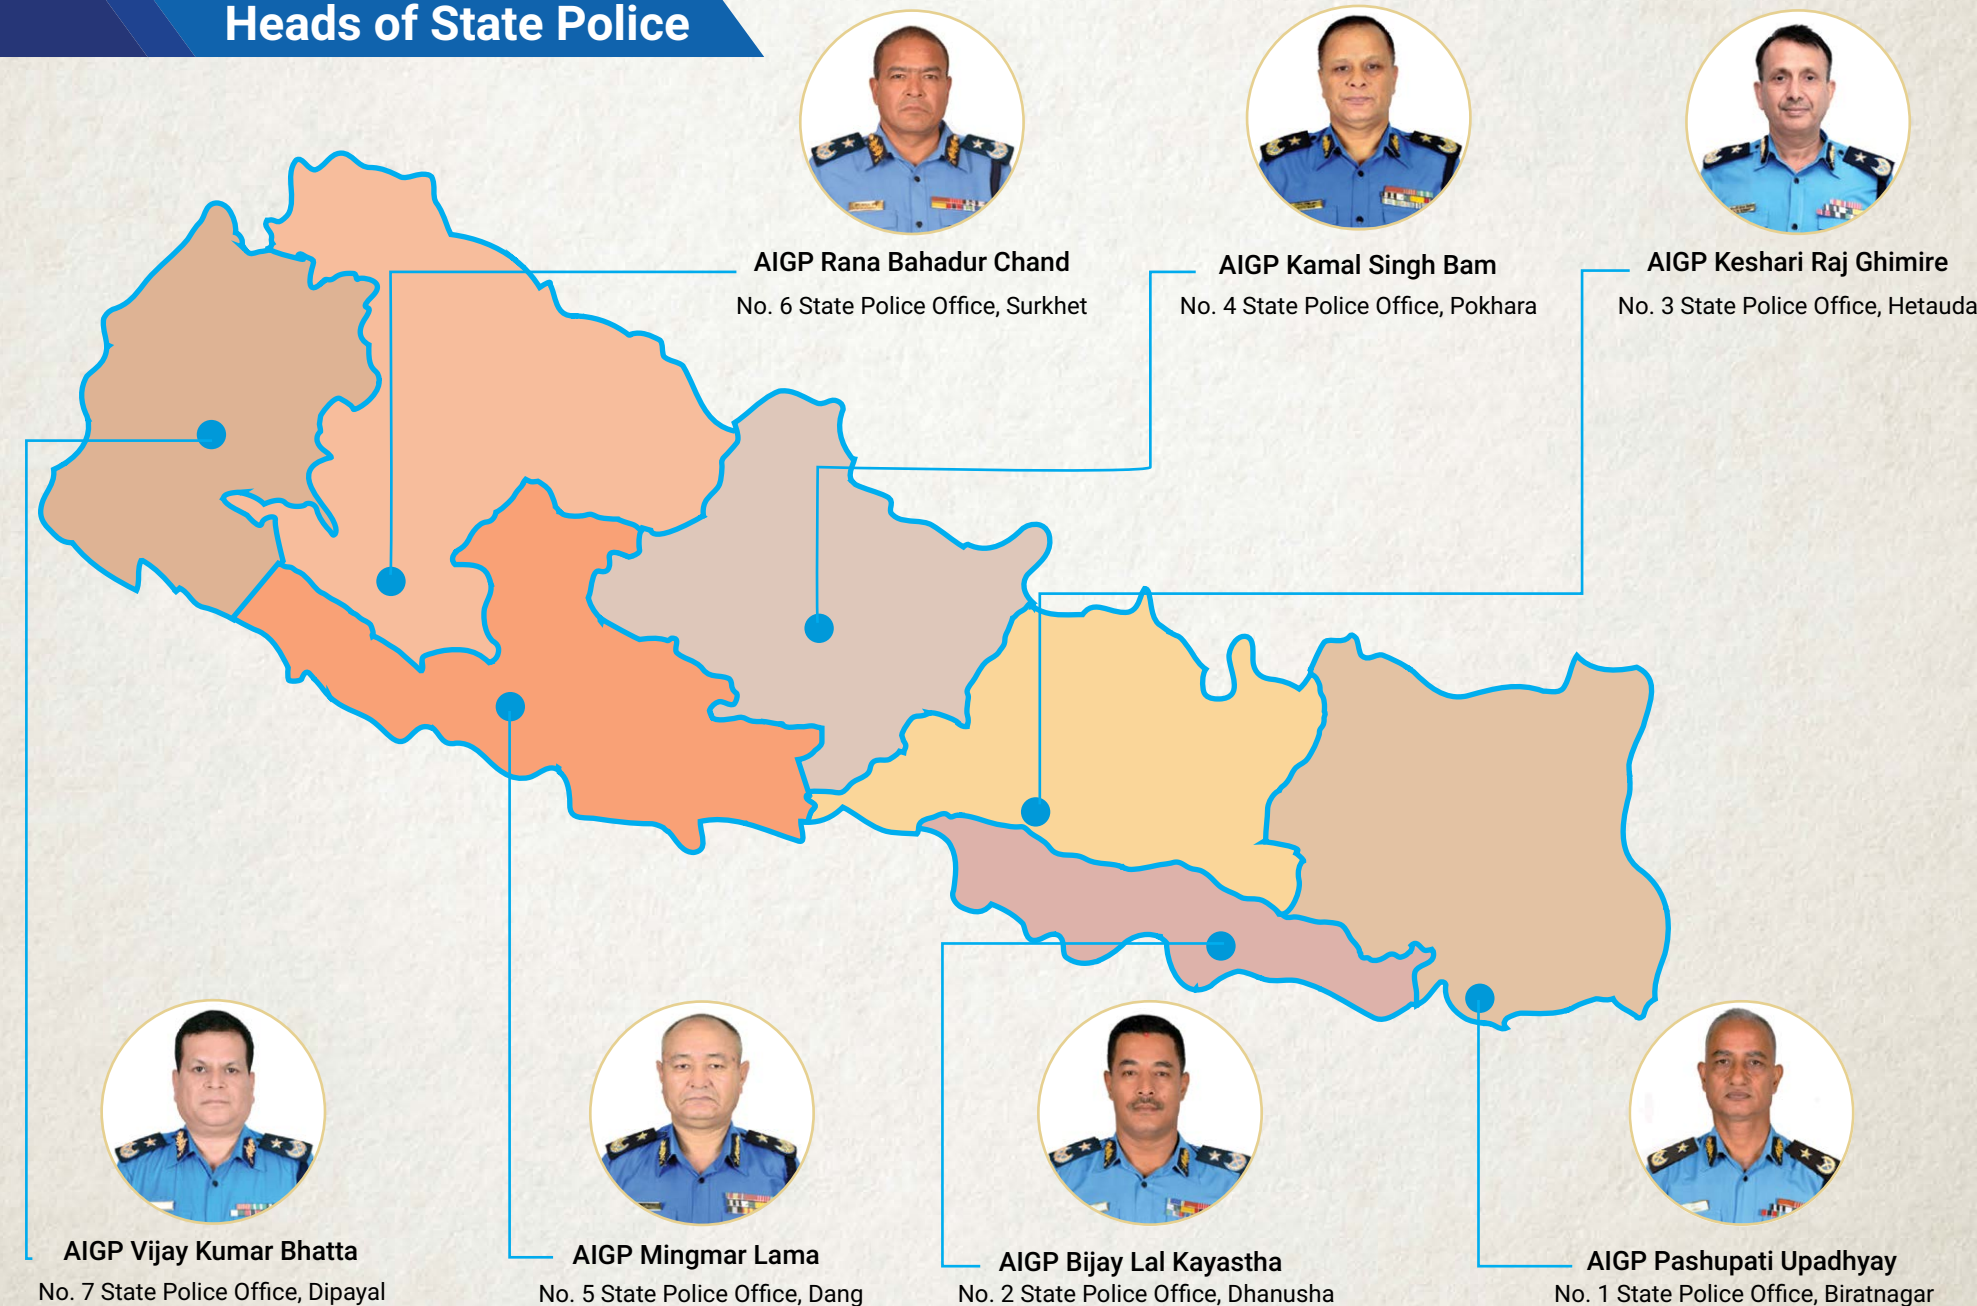 Heads of State Police
AIGP Rana Bahadur Chand
No. 6 State Police Office, Surkhet
AIGP Kamal Singh Bam
No. 4 State Police Office, Pokhara
AIGP Keshari Raj Ghimire
No. 3 State Police Office, Hetauda
AIGP Vijay Kumar Bhatta
No. 7 State Police Office, Dipayal
AIGP Mingmar Lama
No. 5 State Police Office, Dang
AIGP Bijay Lal Kayastha
No. 2 State Police Office, Dhanusha
AIGP Pashupati Upadhyay
No. 1 State Police Office, Biratnagar